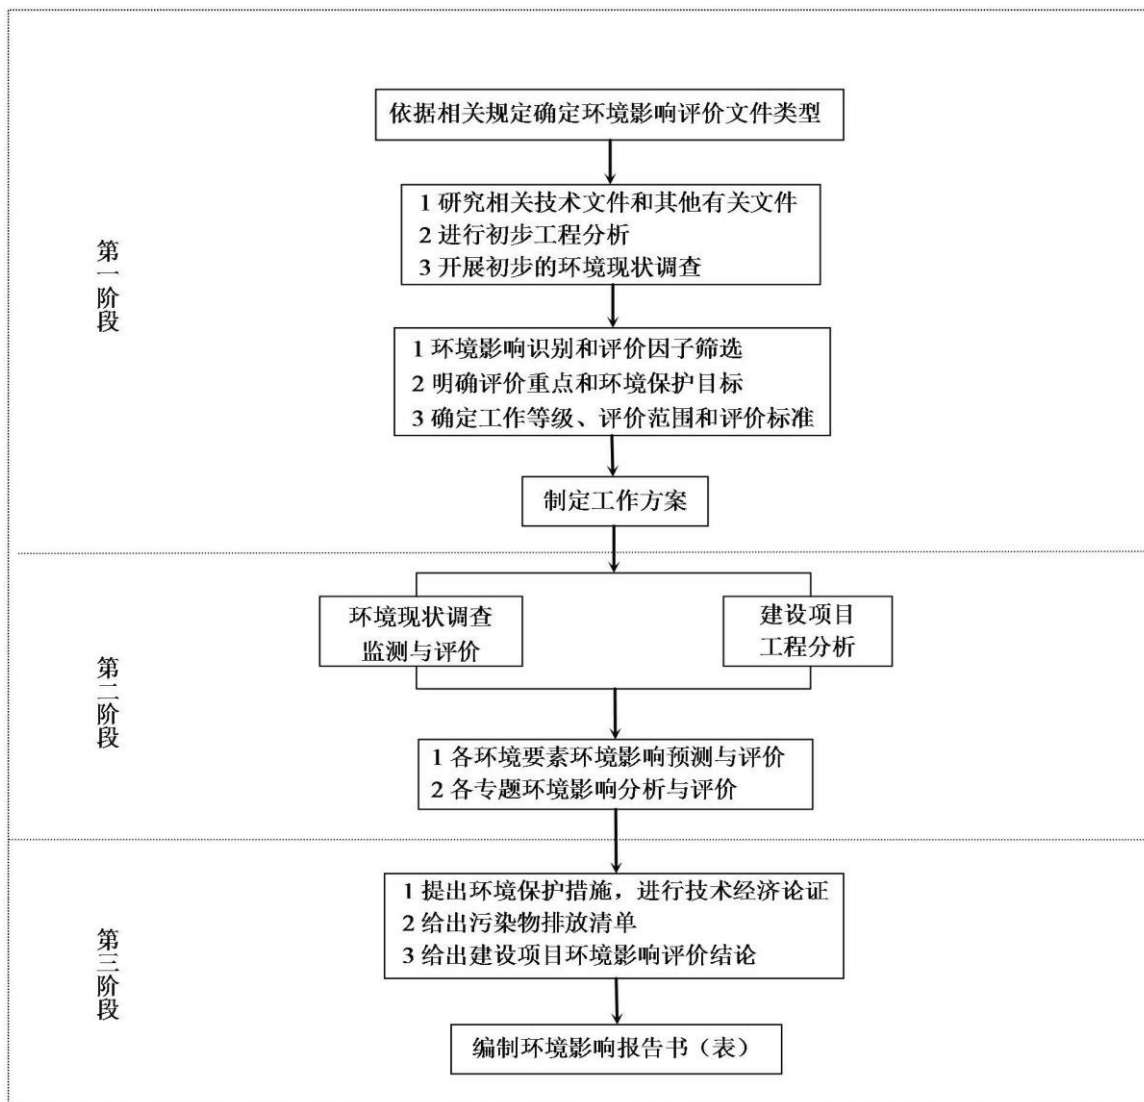 依据相关规定确定环境影响评价文件类型
1 研究相关技术文件和其他有关文件
2 进行初步工程分析
3 开展初步的环境现状调查
第一阶段
1 环境影响识别和评价因子筛选
2 明确评价重点和环境保护目标
3 确定工作等级、评价范围和评价标准
制定工作方案
环境现状调查
监测与评价
建设项目
工程分析
第二阶段
1 各环境要素环境影响预测与评价
2 各专题环境影响分析与评价
1 提出环境保护措施，进行技术经济论证
2 给出污染物排放清单
3 给出建设项目环境影响评价结论
第三阶段
编制环境影响报告书（表）